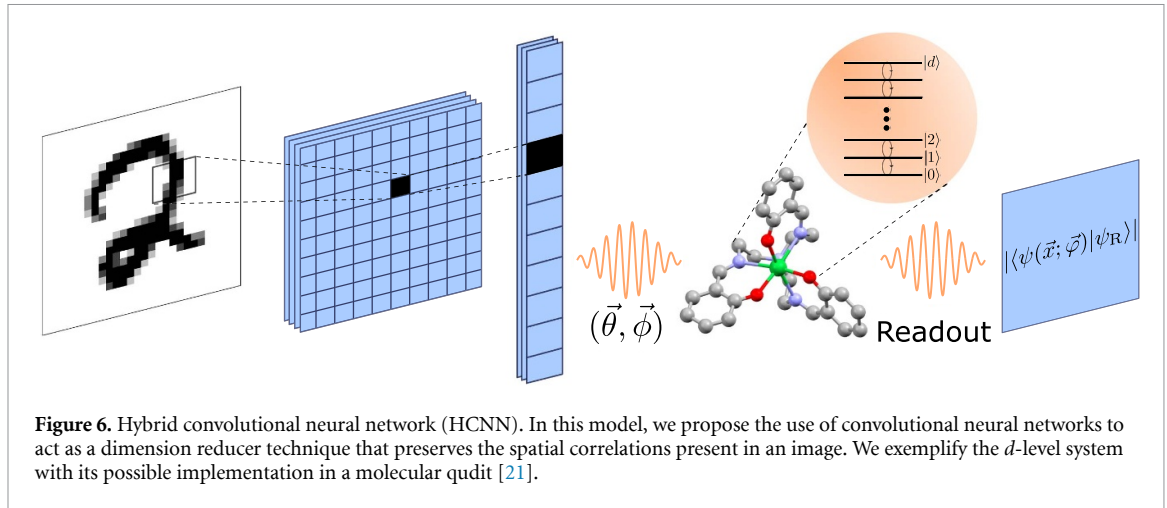 |d⟩
|2⟩
|1⟩
|0⟩
(θ⃗, ϕ⃗)
Readout
|⟨ψ(x⃗; φ⃗)|ψ_R⟩|
Figure 6. Hybrid convolutional neural network (HCNN). In this model, we propose the use of convolutional neural networks to
act as a dimension reducer technique that preserves the spatial correlations present in an image. We exemplify the d-level system
with its possible implementation in a molecular qudit [21].